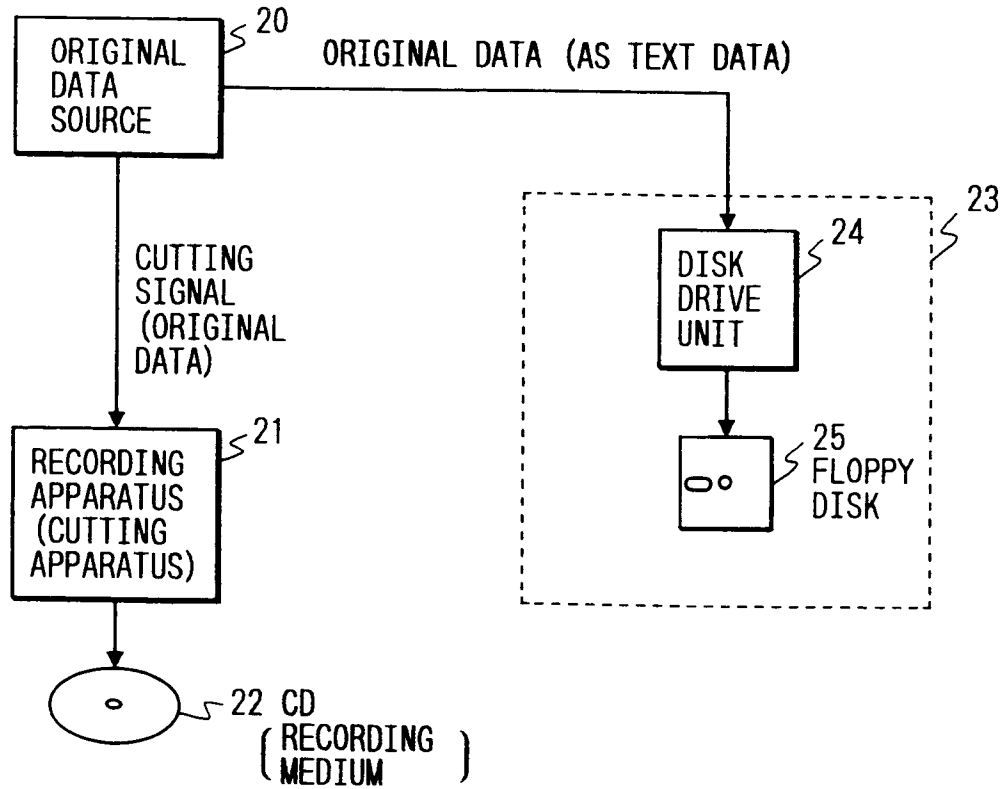 20
ORIGINAL
DATA
SOURCE
ORIGINAL DATA (AS TEXT DATA)
23
24
DISK
DRIVE
UNIT
CUTTING
SIGNAL
(ORIGINAL
DATA)
21
RECORDING
APPARATUS
(CUTTING
APPARATUS)
25
FLOPPY
DISK
22 CD
(RECORDING
MEDIUM)